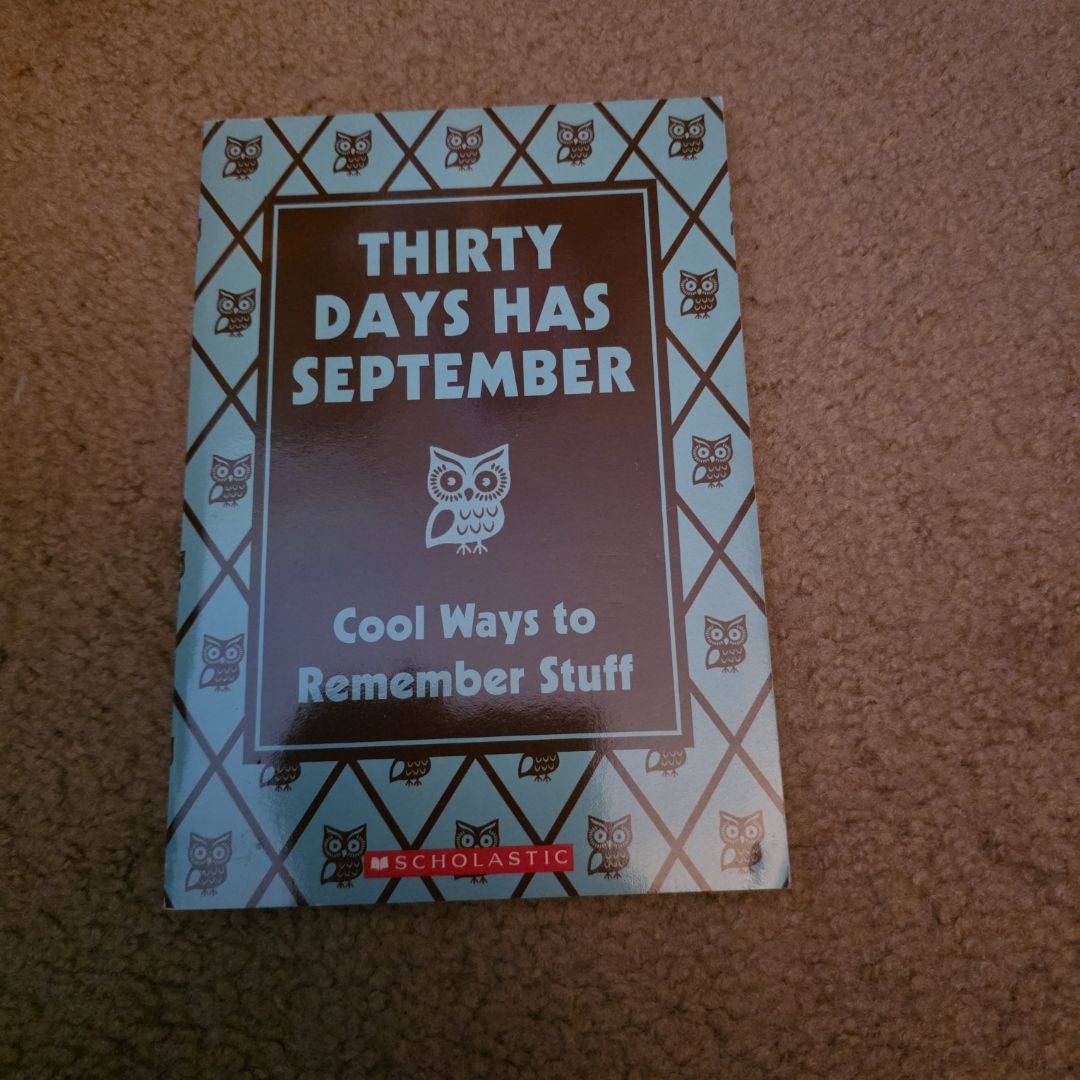 THIRTY
DAYS HAS
SEPTEMBER
Cool Ways to
Remember Stuff
SCHOLASTIC